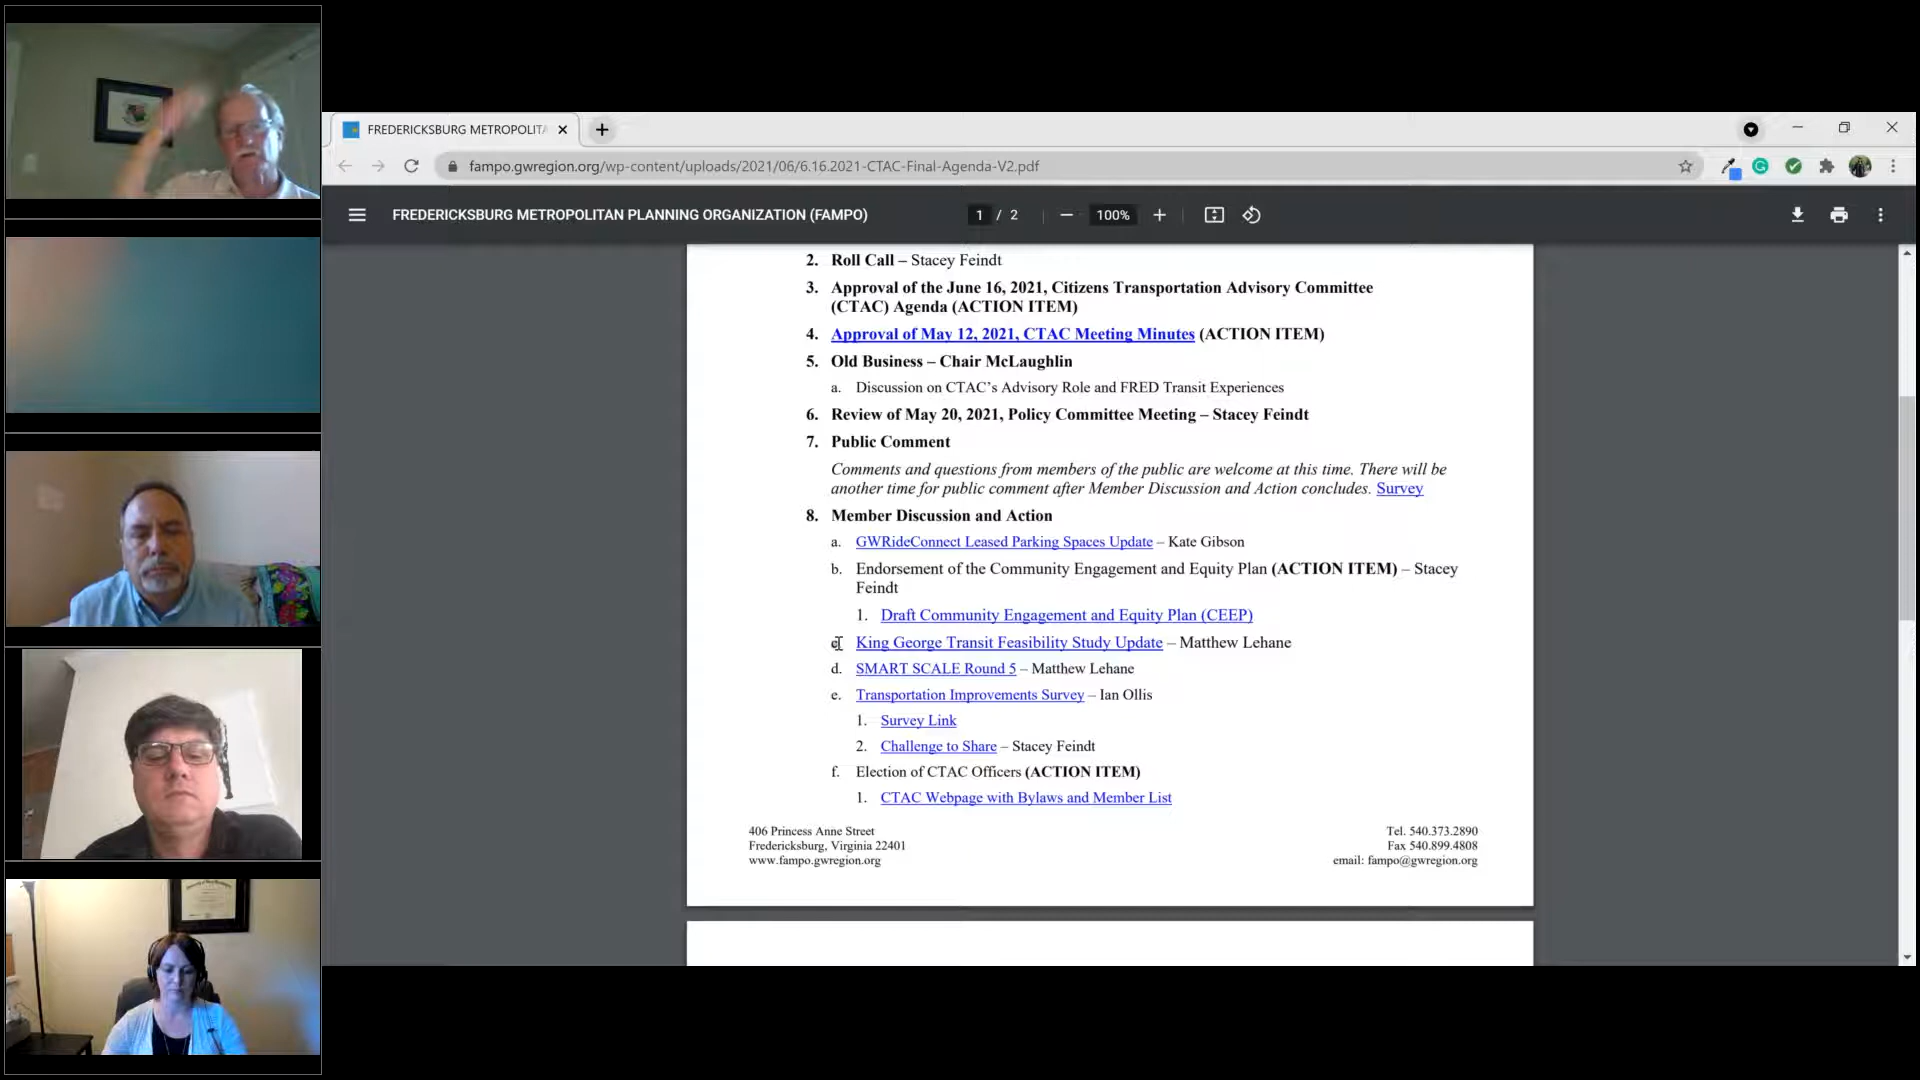 FREDERICKSBURG METROPOLITA
fampo.gwregion.org/wp-content/uploads/2021/06/6.16.2021-CTAC-Final-Agenda-V2.pdf
FREDERICKSBURG METROPOLITAN PLANNING ORGANIZATION (FAMPO)
1 / 2
100%
2. Roll Call – Stacey Feindt
3. Approval of the June 16, 2021, Citizens Transportation Advisory Committee
(CTAC) Agenda (ACTION ITEM)
4. Approval of May 12, 2021, CTAC Meeting Minutes (ACTION ITEM)
5. Old Business – Chair McLaughlin
a. Discussion on CTAC's Advisory Role and FRED Transit Experiences
6. Review of May 20, 2021, Policy Committee Meeting – Stacey Feindt
7. Public Comment
Comments and questions from members of the public are welcome at this time. There will be
another time for public comment after Member Discussion and Action concludes. Survey
8. Member Discussion and Action
a. GWRideConnect Leased Parking Spaces Update – Kate Gibson
b. Endorsement of the Community Engagement and Equity Plan (ACTION ITEM) – Stacey
Feindt
1. Draft Community Engagement and Equity Plan (CEEP)
c. King George Transit Feasibility Study Update – Matthew Lehane
d. SMART SCALE Round 5 – Matthew Lehane
e. Transportation Improvements Survey – Ian Ollis
1. Survey Link
2. Challenge to Share – Stacey Feindt
f. Election of CTAC Officers (ACTION ITEM)
1. CTAC Webpage with Bylaws and Member List
406 Princess Anne Street
Fredericksburg, Virginia 22401
www.fampo.gwregion.org
Tel. 540.373.2890
Fax 540.899.4808
email: fampo@gwregion.org